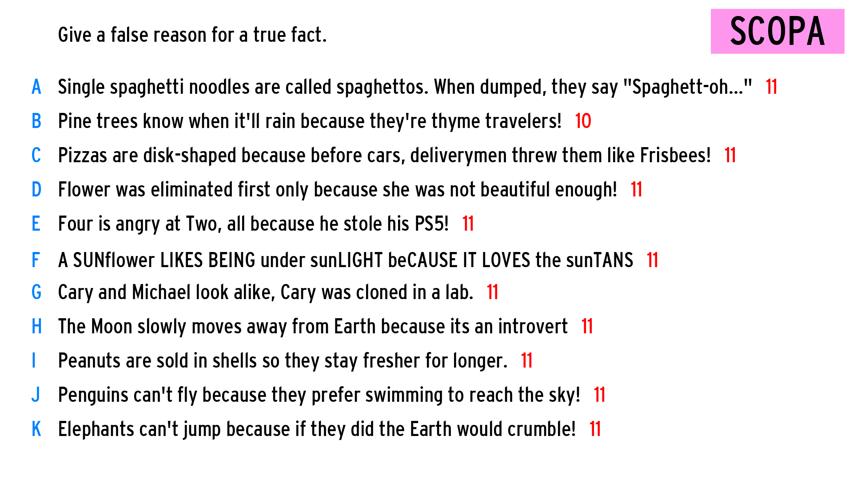 Give a false reason for a true fact.
SCOPA
A Single spaghetti noodles are called spaghettos. When dumped, they say "Spaghett-oh..." 11
B Pine trees know when it'll rain because they're thyme travelers! 10
C Pizzas are disk-shaped because before cars, deliverymen threw them like Frisbees! 11
D Flower was eliminated first only because she was not beautiful enough! 11
E Four is angry at Two, all because he stole his PS5! 11
F A SUNflower LIKES BEING under sunLIGHT beCAUSE IT LOVES the sunTANS 11
G Cary and Michael look alike, Cary was cloned in a lab. 11
H The Moon slowly moves away from Earth because its an introvert 11
I Peanuts are sold in shells so they stay fresher for longer. 11
J Penguins can't fly because they prefer swimming to reach the sky! 11
K Elephants can't jump because if they did the Earth would crumble! 11